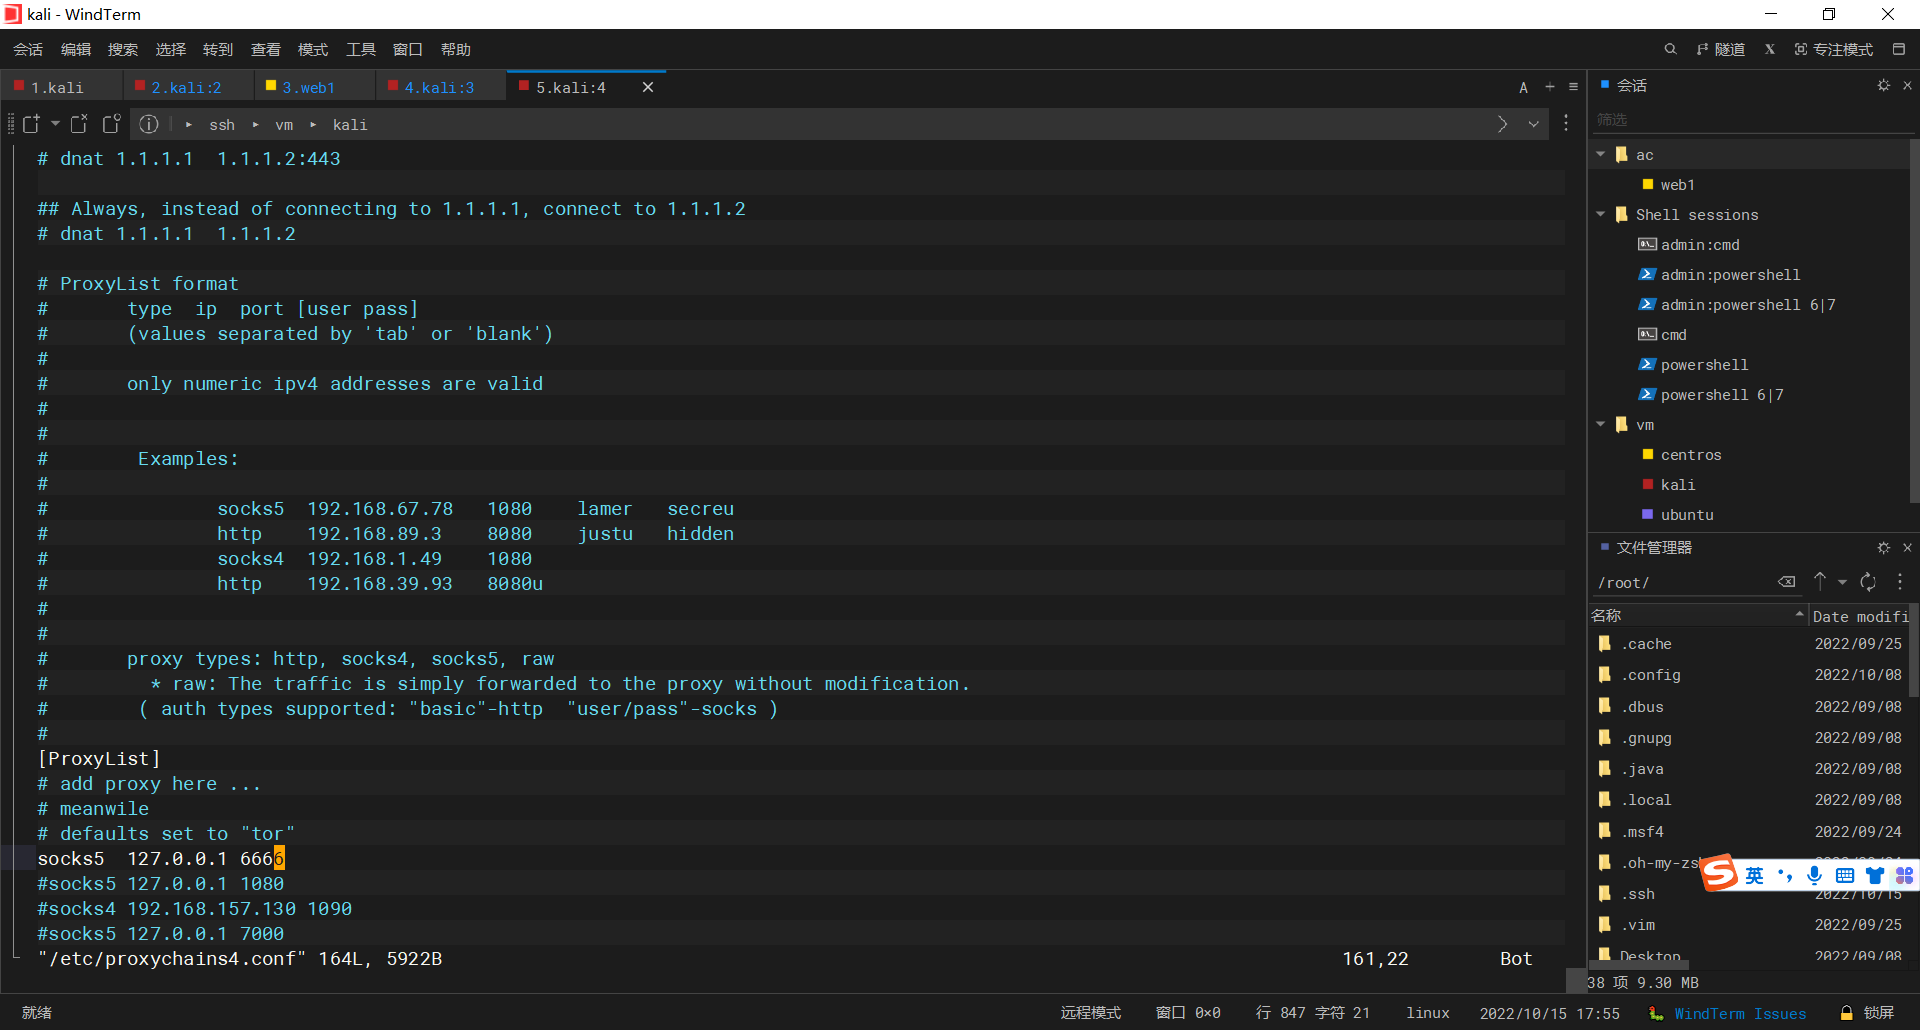 kali - WindTerm
会话 编辑 搜索 选择 转到 查看 模式 工具 窗口 帮助
隧道 X 专注模式
1.kali 2.kali:2 3.web1 4.kali:3 5.kali:4
A + ≡
ssh ▸ vm ▸ kali
# dnat 1.1.1.1  1.1.1.2:443
## Always, instead of connecting to 1.1.1.1, connect to 1.1.1.2
# dnat 1.1.1.1  1.1.1.2
# ProxyList format
#       type  ip  port [user pass]
#       (values separated by 'tab' or 'blank')
#
#       only numeric ipv4 addresses are valid
#
#
#        Examples:
#
#               socks5  192.168.67.78   1080    lamer   secreu
#               http    192.168.89.3    8080    justu   hidden
#               socks4  192.168.1.49    1080
#               http    192.168.39.93   8080u
#
#
#       proxy types: http, socks4, socks5, raw
#         * raw: The traffic is simply forwarded to the proxy without modification.
#        ( auth types supported: "basic"-http  "user/pass"-socks )
#
[ProxyList]
# add proxy here ...
# meanwile
# defaults set to "tor"
socks5  127.0.0.1 6666
#socks5 127.0.0.1 1080
#socks4 192.168.157.130 1090
#socks5 127.0.0.1 7000
"/etc/proxychains4.conf" 164L, 5922B 161,22 Bot
会话
筛选
ac
web1
Shell sessions
admin:cmd
admin:powershell
admin:powershell 6|7
cmd
powershell
powershell 6|7
vm
centros
kali
ubuntu
文件管理器
/root/
名称 Date modifi
.cache 2022/09/25
.config 2022/10/08
.dbus 2022/09/08
.gnupg 2022/09/08
.java 2022/09/08
.local 2022/09/08
.msf4 2022/09/24
.oh-my-zs
英
.ssh 2022/10/15
.vim 2022/09/25
Desktop 2022/09/08
38 项 9.30 MB
就绪 远程模式 窗口 0×0 行 847 字符 21 linux 2022/10/15 17:55 WindTerm Issues 锁屏